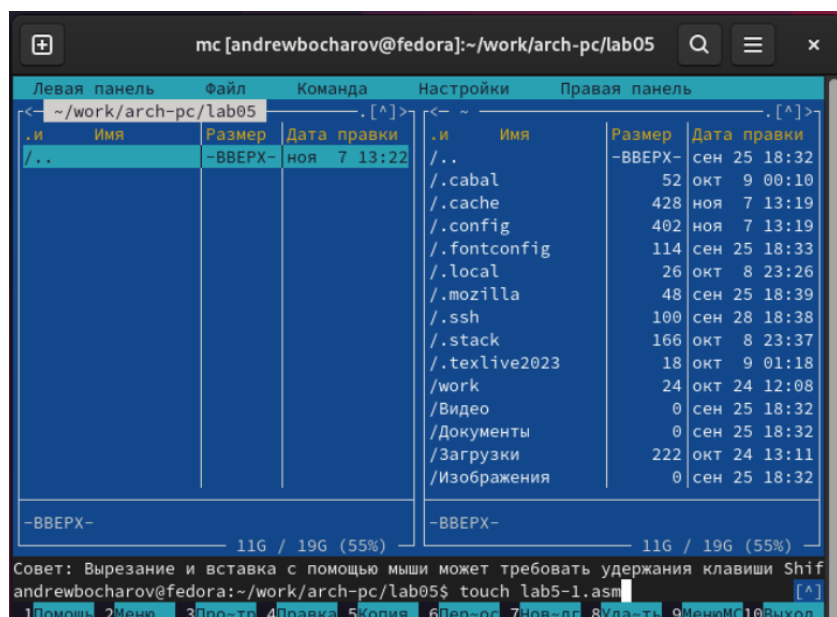 mc [andrewbocharov@fedora]:~/work/arch-pc/lab05
Левая панель Файл Команда Настройки Правая панель
<— ~/work/arch-pc/lab05 .[^]> <— ~ .[^]>
.и Имя Размер Дата правки .и Имя Размер Дата правки
/.. -ВВЕРХ- ноя 7 13:22 /.. -ВВЕРХ- сен 25 18:32
/.cabal 52 окт 9 00:10
/.cache 428 ноя 7 13:19
/.config 402 ноя 7 13:19
/.fontconfig 114 сен 25 18:33
/.local 26 окт 8 23:26
/.mozilla 48 сен 25 18:39
/.ssh 100 сен 28 18:38
/.stack 166 окт 8 23:37
/.texlive2023 18 окт 9 01:18
/work 24 окт 24 12:08
/Видео 0 сен 25 18:32
/Документы 0 сен 25 18:32
/Загрузки 222 окт 24 13:11
/Изображения 0 сен 25 18:32
-ВВЕРХ- -ВВЕРХ-
11G / 19G (55%) 11G / 19G (55%)
Совет: Вырезание и вставка с помощью мыши может требовать удержания клавиши Shif
andrewbocharov@fedora:~/work/arch-pc/lab05$ touch lab5-1.asm [^]
1Помощь 2Меню 3Про~тр 4Правка 5Копия 6Пер~ос 7Нов~лг 8Уда~ть 9МенюMC 10Выход